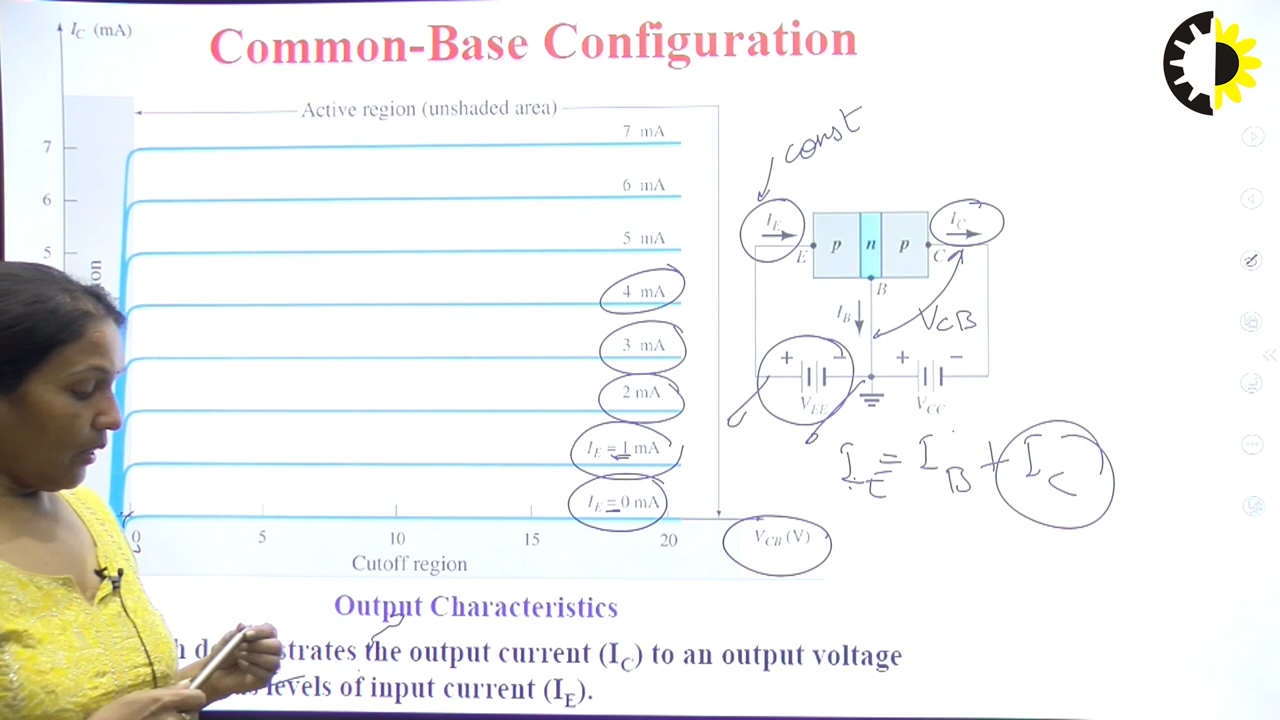 Common-Base Configuration
I_C (mA)
Active region (unshaded area)
7
6
5
7 mA
6 mA
5 mA
4 mA
3 mA
2 mA
I_E = 1 mA
I_E = 0 mA
0 5 10 15 20
V_CB (V)
Cutoff region
const
I_E
I_C
E p n p C
B
I_B
V_CB
+ − + −
V_EE V_CC
I_E = I_B + I_C
Output Characteristics
strates the output current (I_C) to an output voltage
levels of input current (I_E).